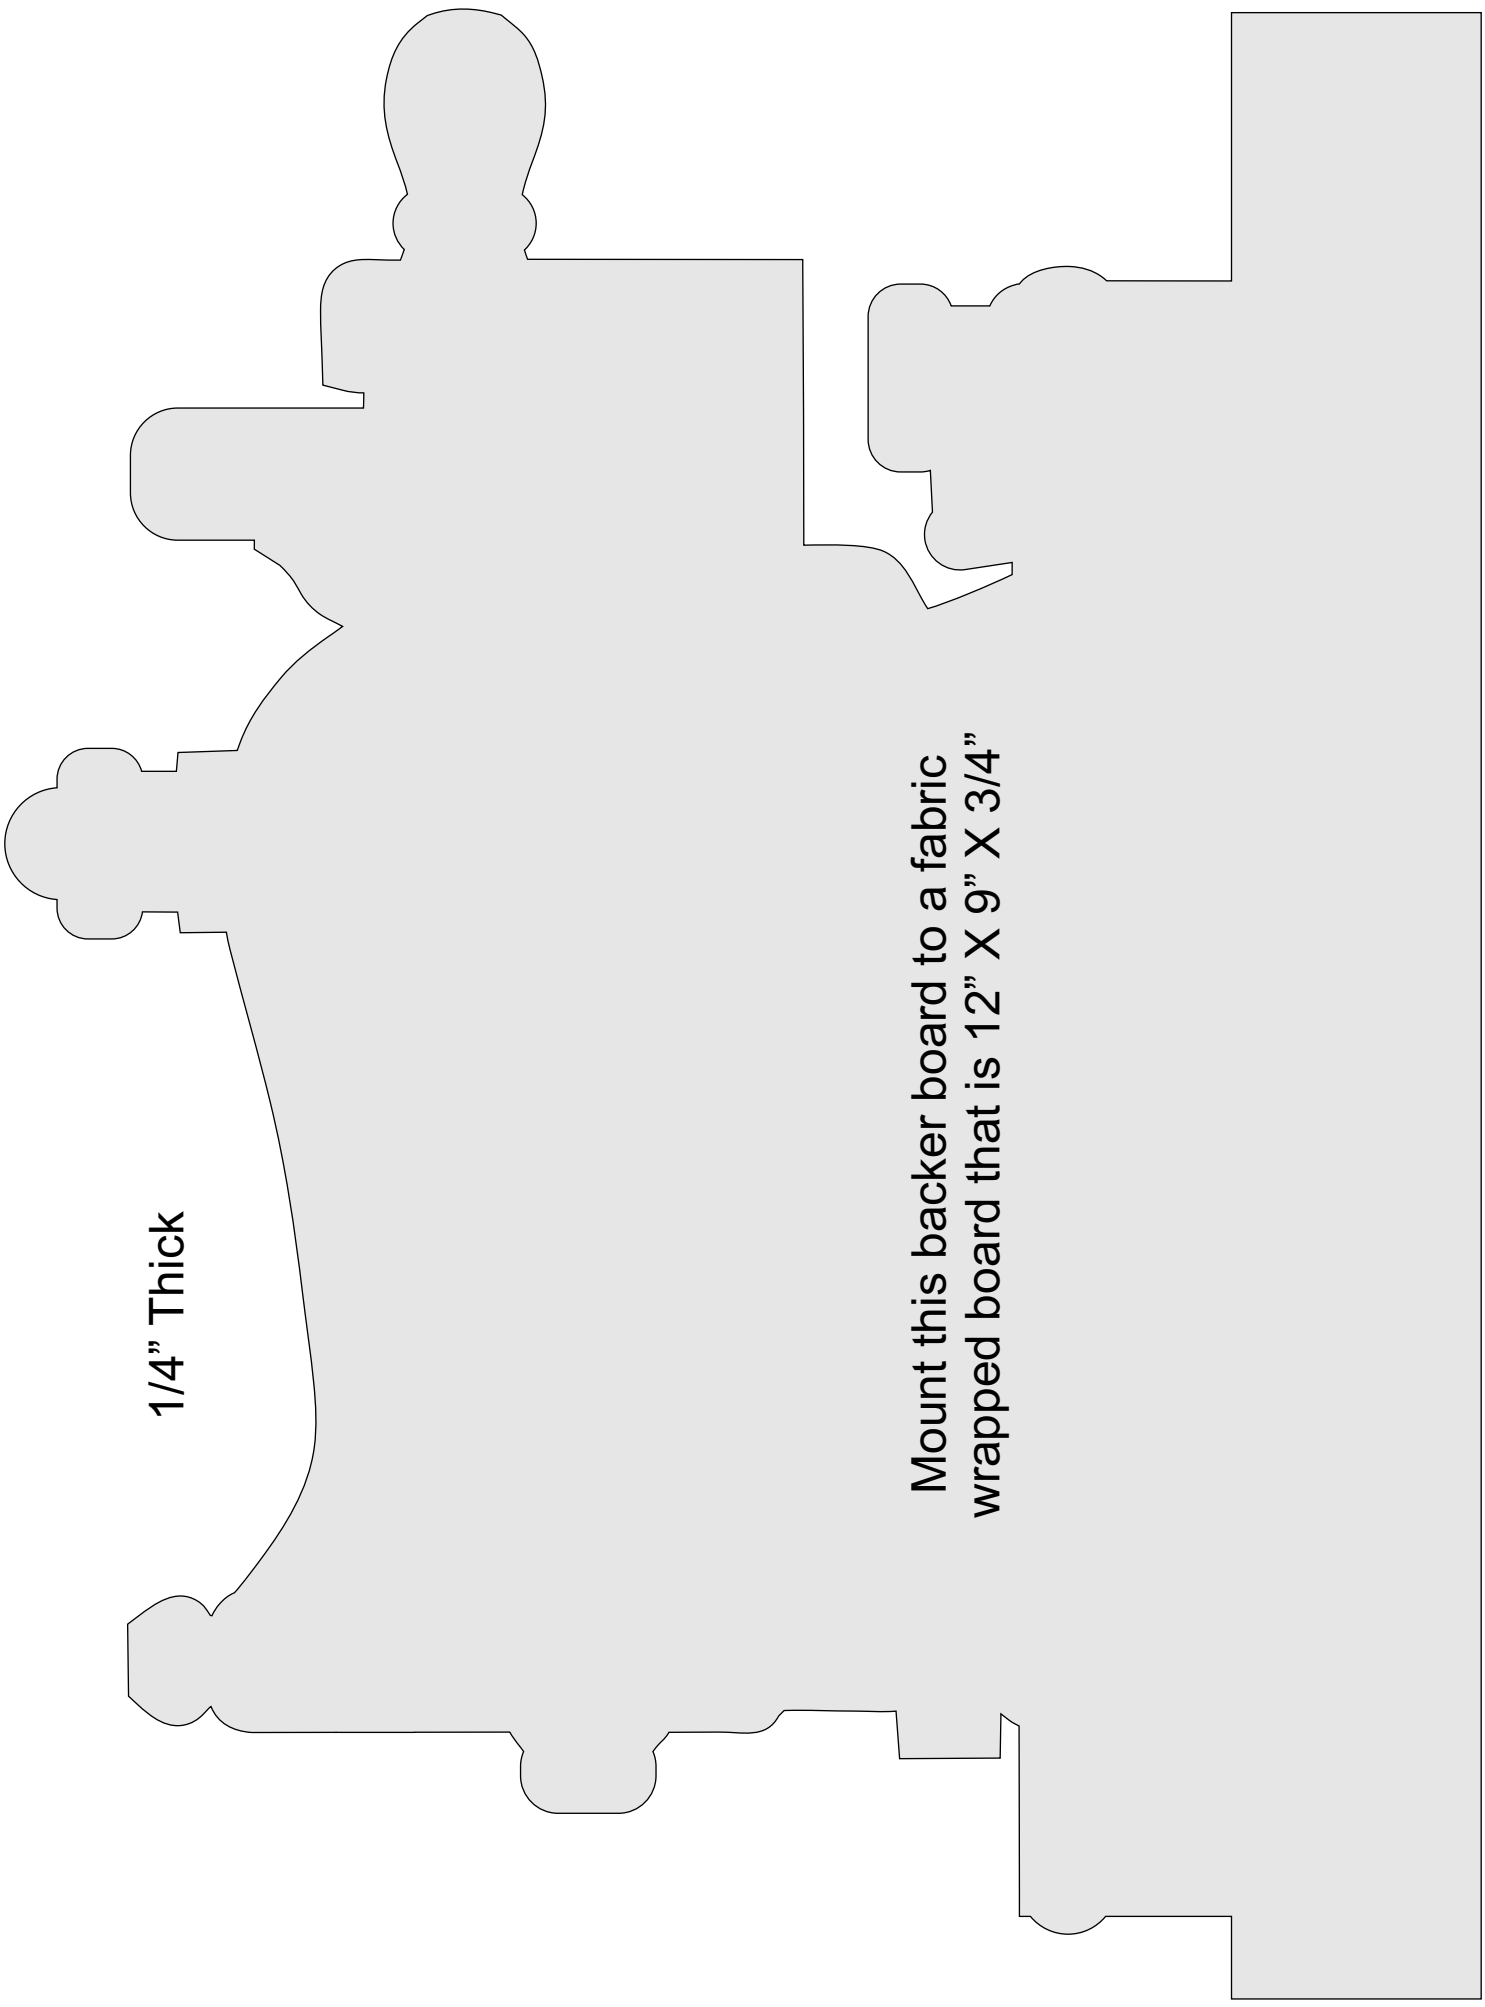 1/4” Thick
Mount this backer board to a fabric
wrapped board that is 12” X 9” X 3/4”